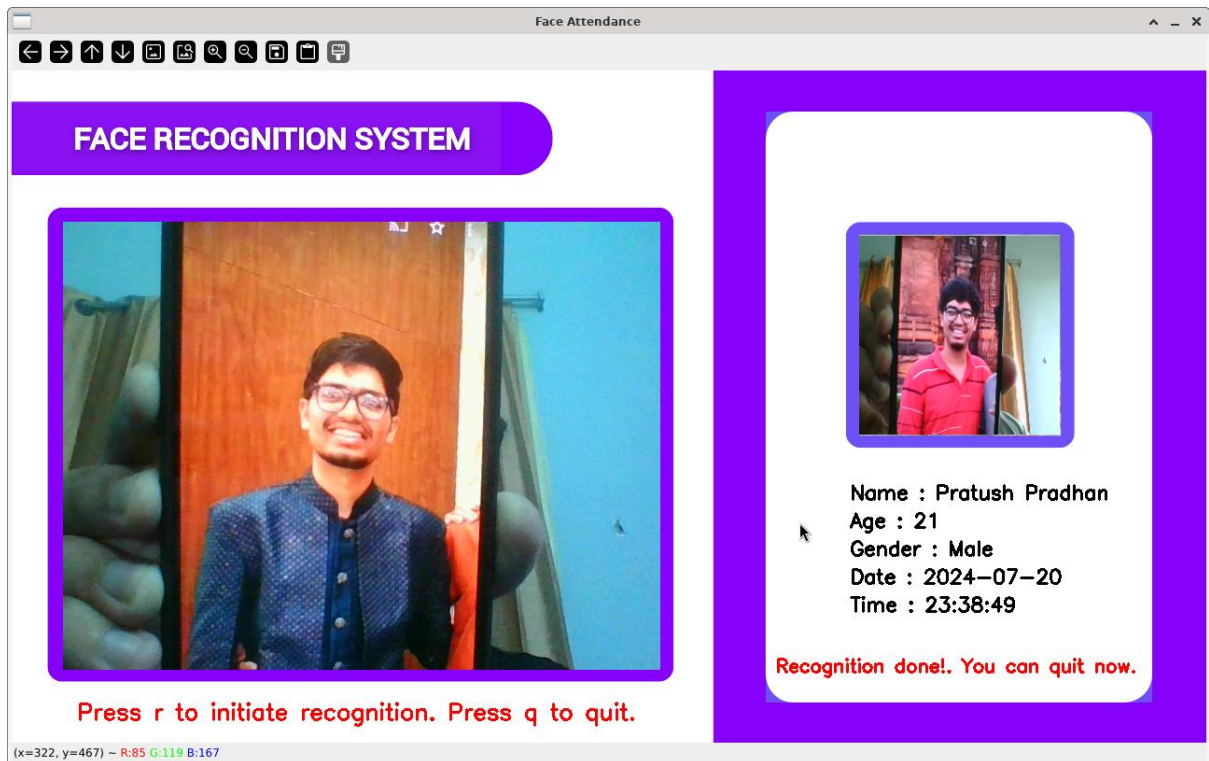 Face Attendance
FACE RECOGNITION SYSTEM
Press r to initiate recognition. Press q to quit.
Name : Pratush Pradhan
Age : 21
Gender : Male
Date : 2024-07-20
Time : 23:38:49
Recognition done!. You can quit now.
(x=322, y=467) ~ R:85 G:119 B:167